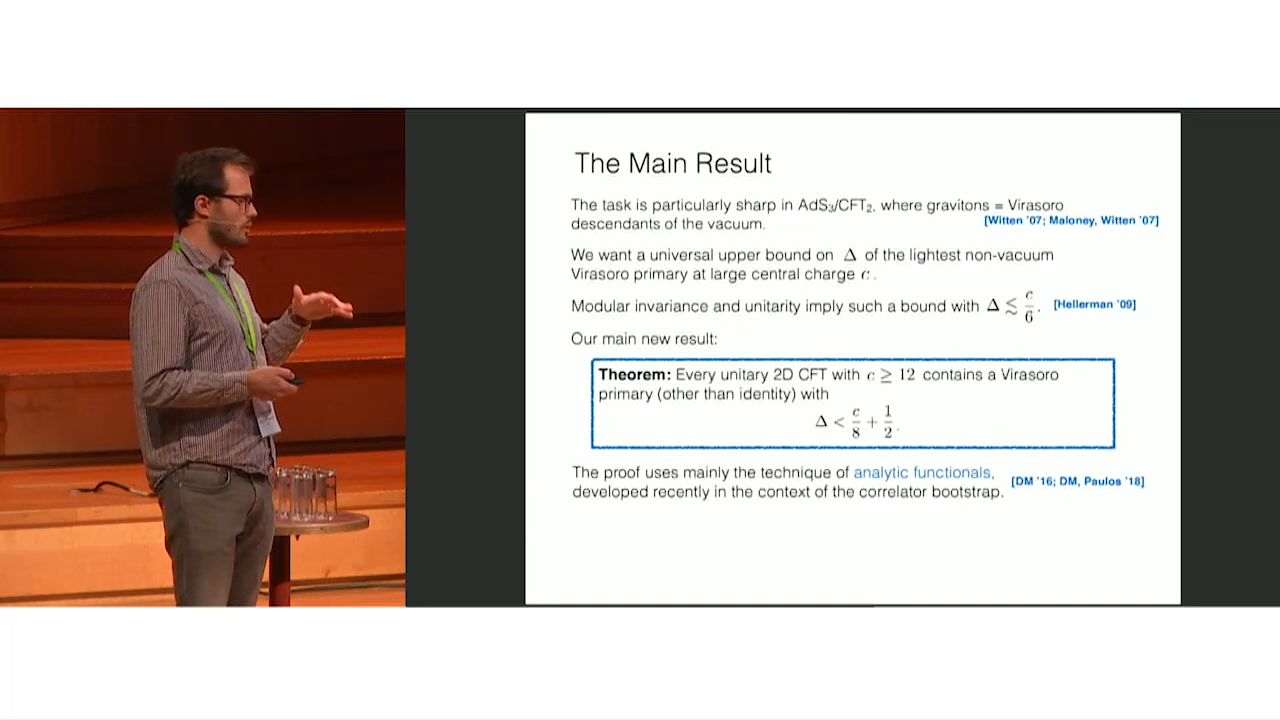 The Main Result
The task is particularly sharp in AdS₃/CFT₂, where gravitons = Virasoro
descendants of the vacuum.
[Witten '07; Maloney, Witten '07]
We want a universal upper bound on Δ of the lightest non-vacuum
Virasoro primary at large central charge c.
Modular invariance and unitarity imply such a bound with Δ ≲ c/6. [Hellerman '09]
Our main new result:
Theorem: Every unitary 2D CFT with c ≥ 12 contains a Virasoro
primary (other than identity) with
Δ < c/8 + 1/2.
The proof uses mainly the technique of analytic functionals,
developed recently in the context of the correlator bootstrap.
[DM '16; DM, Paulos '18]